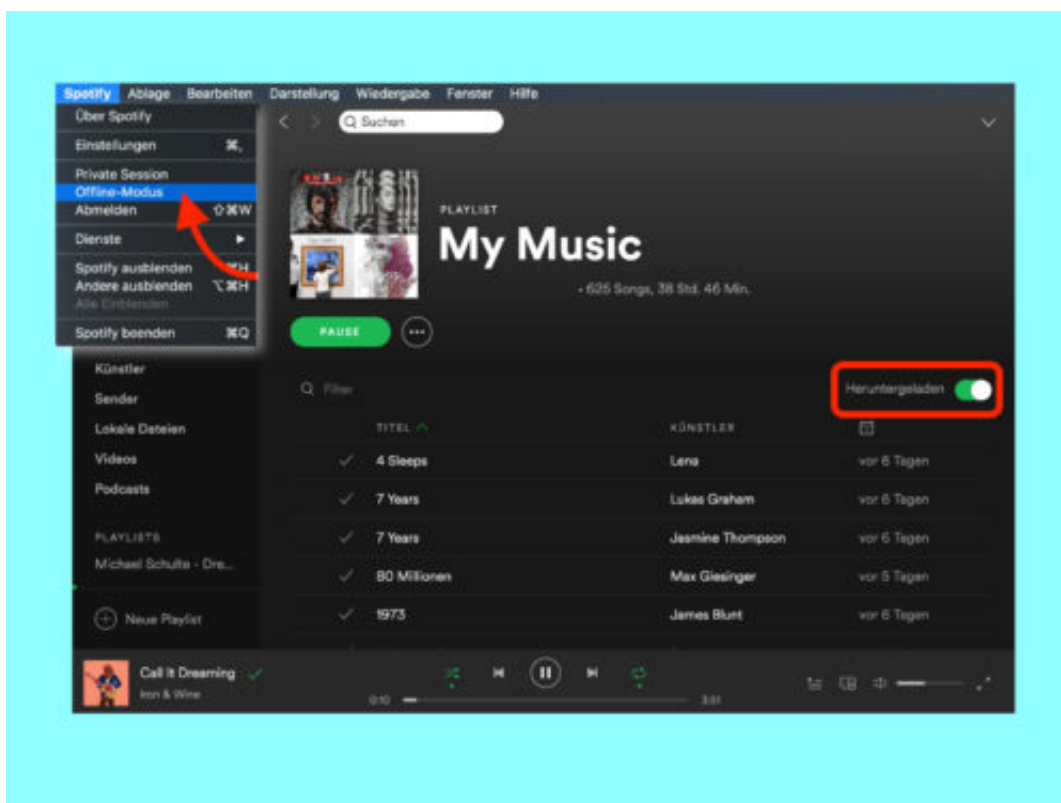 Spotify Ablage Bearbeiten Darstellung Wiedergabe Fenster Hilfe
Über Spotify
Einstellungen ⌘,
Private Session
Offline-Modus
Abmelden ⇧⌘W
Dienste
Spotify ausblenden ⌘H
Andere ausblenden ⌥⌘H
Alle Einblenden
Spotify beenden ⌘Q
Suchen
PLAYLIST
My Music
• 625 Songs, 38 Std. 46 Min.
PAUSE
Künstler
Sender
Lokale Dateien
Videos
Podcasts
PLAYLISTS
Michael Schulte - Dre...
Neue Playlist
Filter
Heruntergeladen
TITEL KÜNSTLER
4 Sleeps Lena vor 6 Tagen
7 Years Lukas Graham vor 6 Tagen
7 Years Jasmine Thompson vor 6 Tagen
80 Millionen Max Giesinger vor 5 Tagen
1973 James Blunt vor 6 Tagen
Call It Dreaming
Iron & Wine
0:10